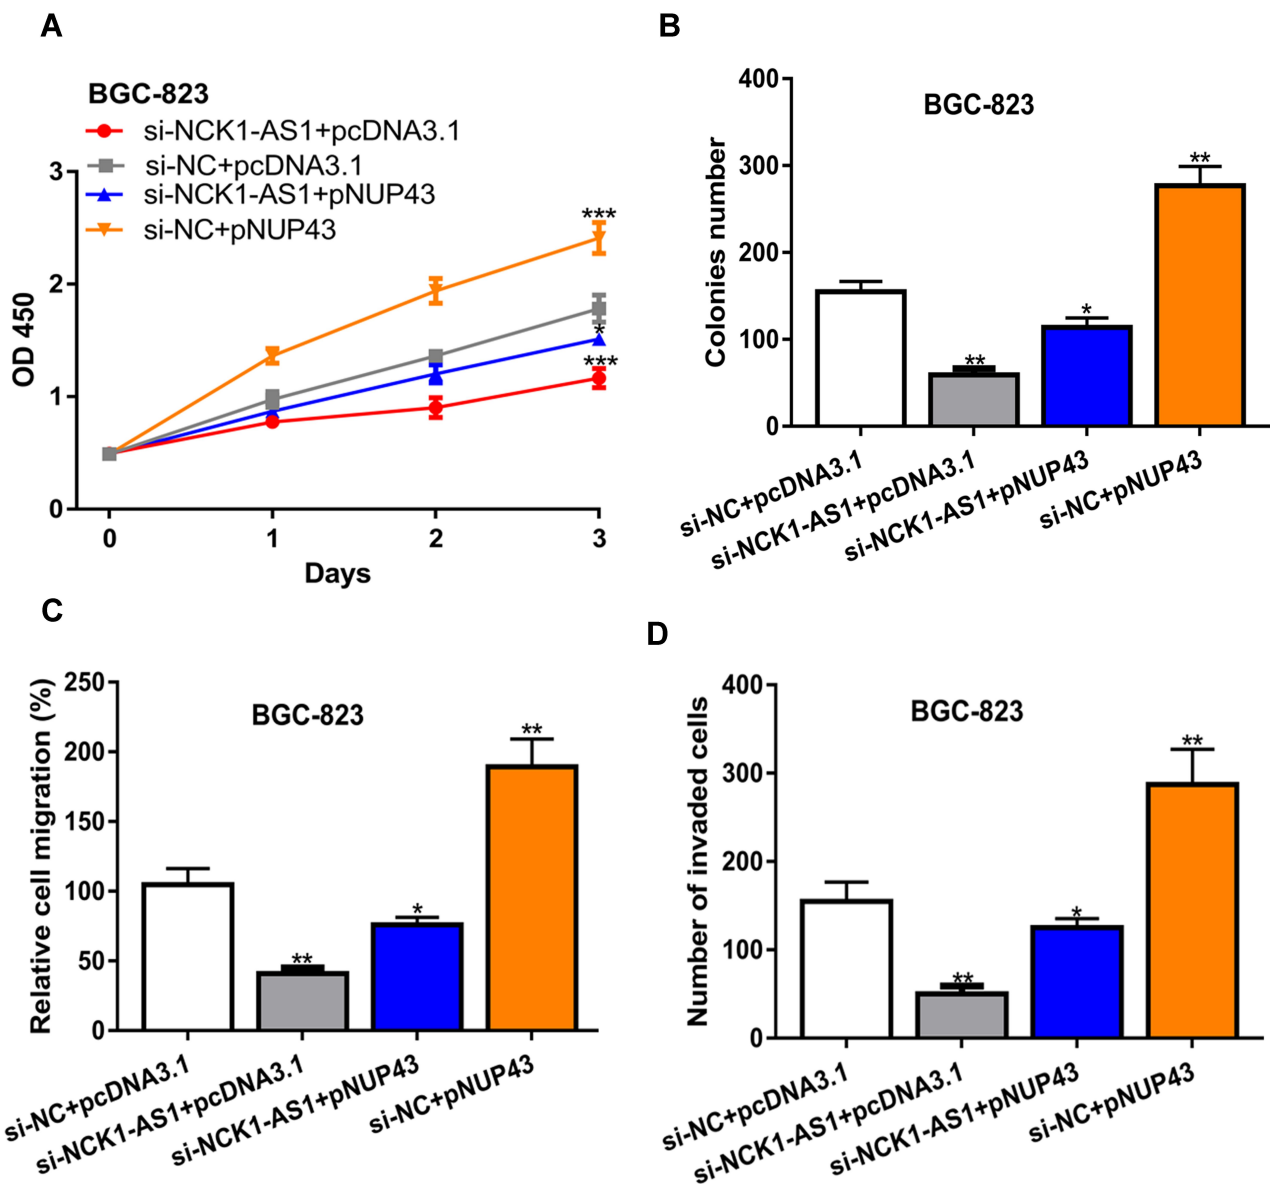 A
BGC-823
si-NCK1-AS1+pcDNA3.1
si-NC+pcDNA3.1
si-NCK1-AS1+pNUP43
si-NC+pNUP43
OD 450
3
2
1
0
***
*
***
0 1 2 3
Days
B
BGC-823
Colonies number
400
300
200
100
0
** * **
si-NC+pcDNA3.1
si-NCK1-AS1+pcDNA3.1
si-NCK1-AS1+pNUP43
si-NC+pNUP43
C
BGC-823
Relative cell migration (%)
250
200
150
100
50
0
** * **
si-NC+pcDNA3.1
si-NCK1-AS1+pcDNA3.1
si-NCK1-AS1+pNUP43
si-NC+pNUP43
D
BGC-823
Number of invaded cells
400
300
200
100
0
** * **
si-NC+pcDNA3.1
si-NCK1-AS1+pcDNA3.1
si-NCK1-AS1+pNUP43
si-NC+pNUP43